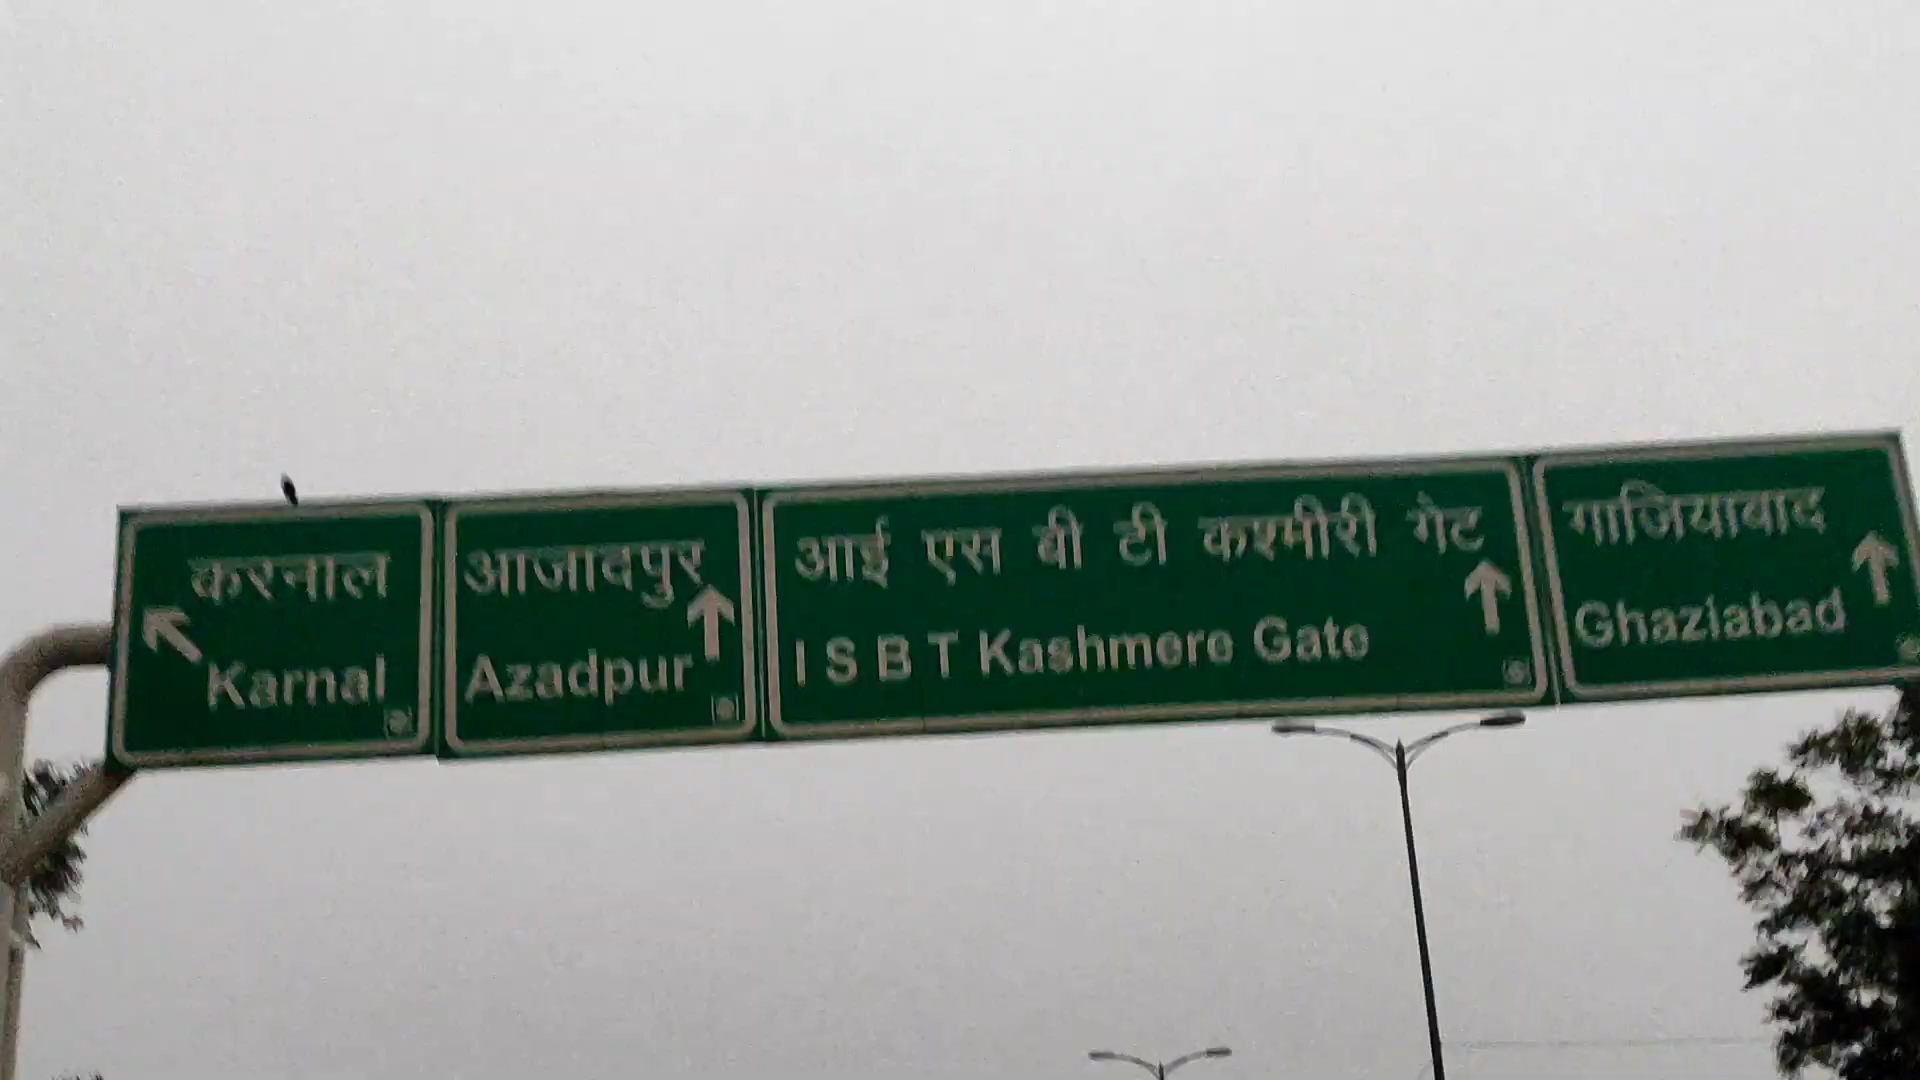 करनाल
Karnal
आजादपुर
Azadpur
आई एस बी टी कश्मीरी गेट
I S B T Kashmere Gate
गाजियाबाद
Ghaziabad